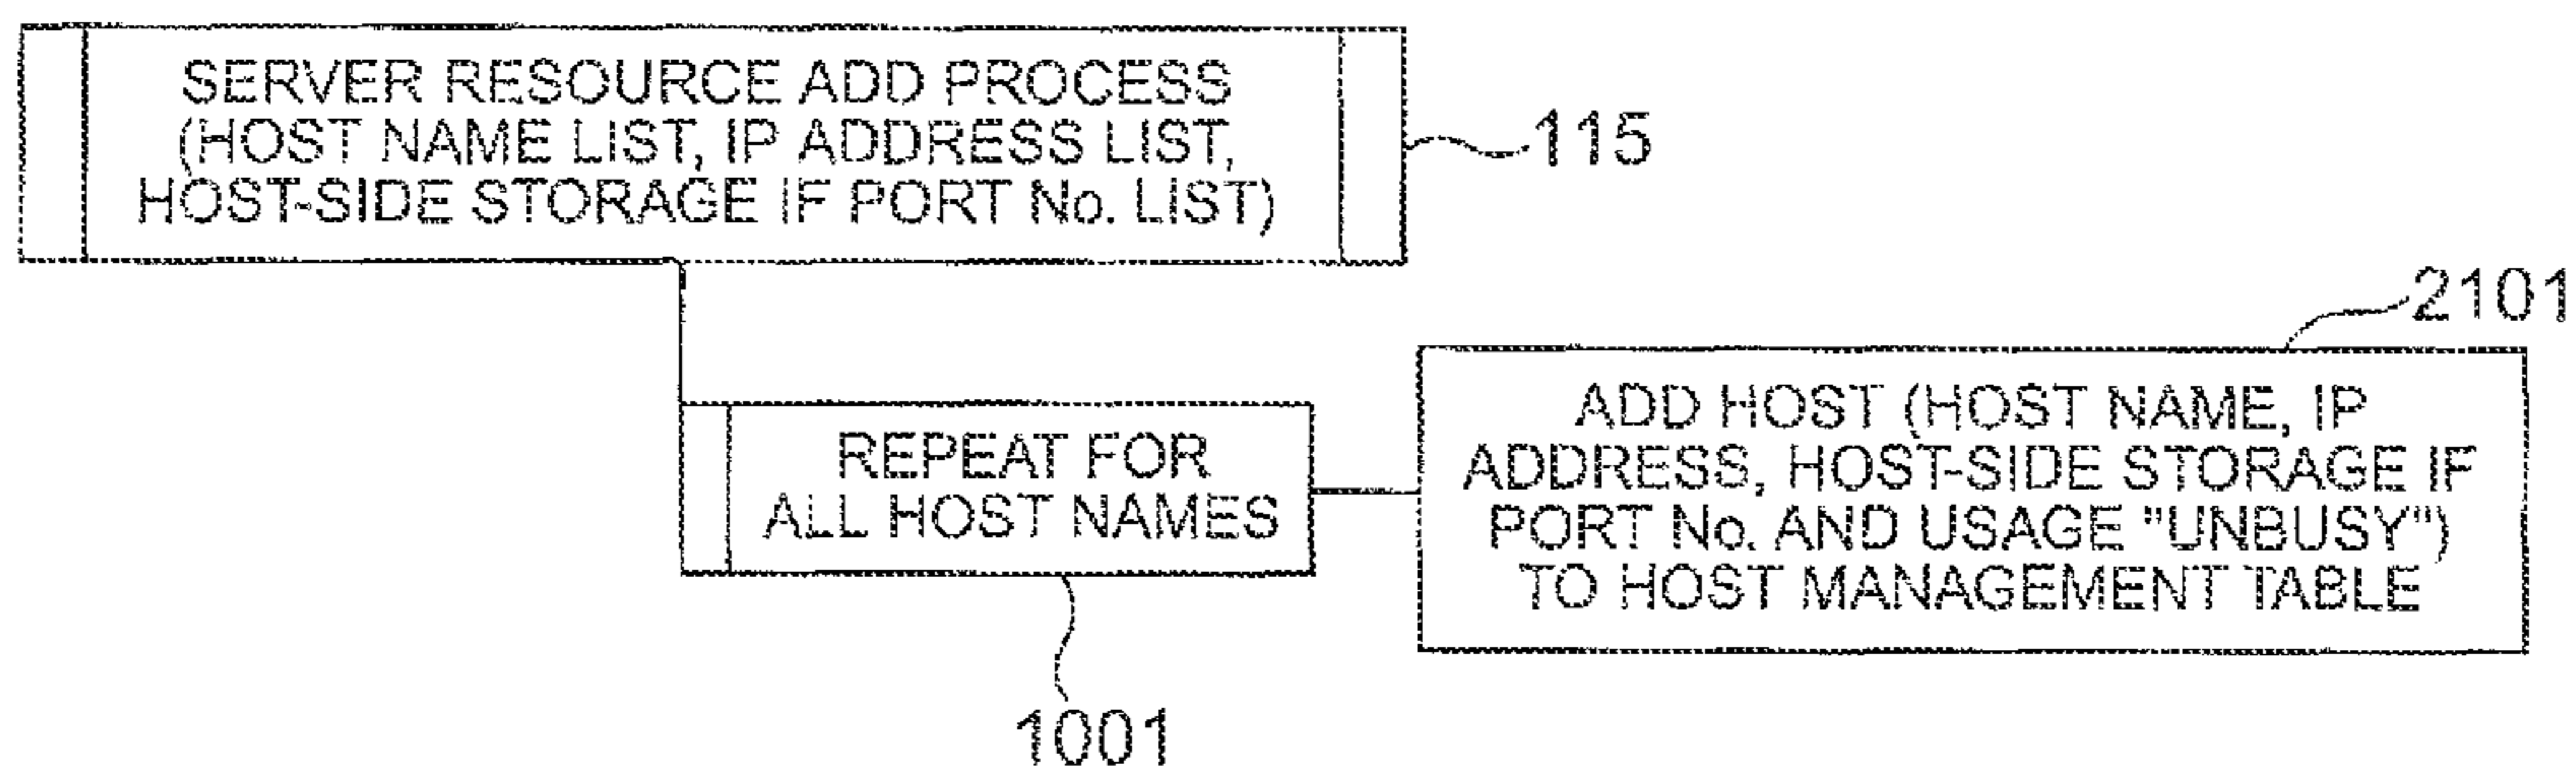 SERVER RESOURCE ADD PROCESS
(HOST NAME LIST, IP ADDRESS LIST,
HOST-SIDE STORAGE IF PORT No. LIST)
115
2101
ADD HOST (HOST NAME, IP
ADDRESS, HOST-SIDE STORAGE IF
PORT No. AND USAGE "UNBUSY")
TO HOST MANAGEMENT TABLE
REPEAT FOR
ALL HOST NAMES
1001